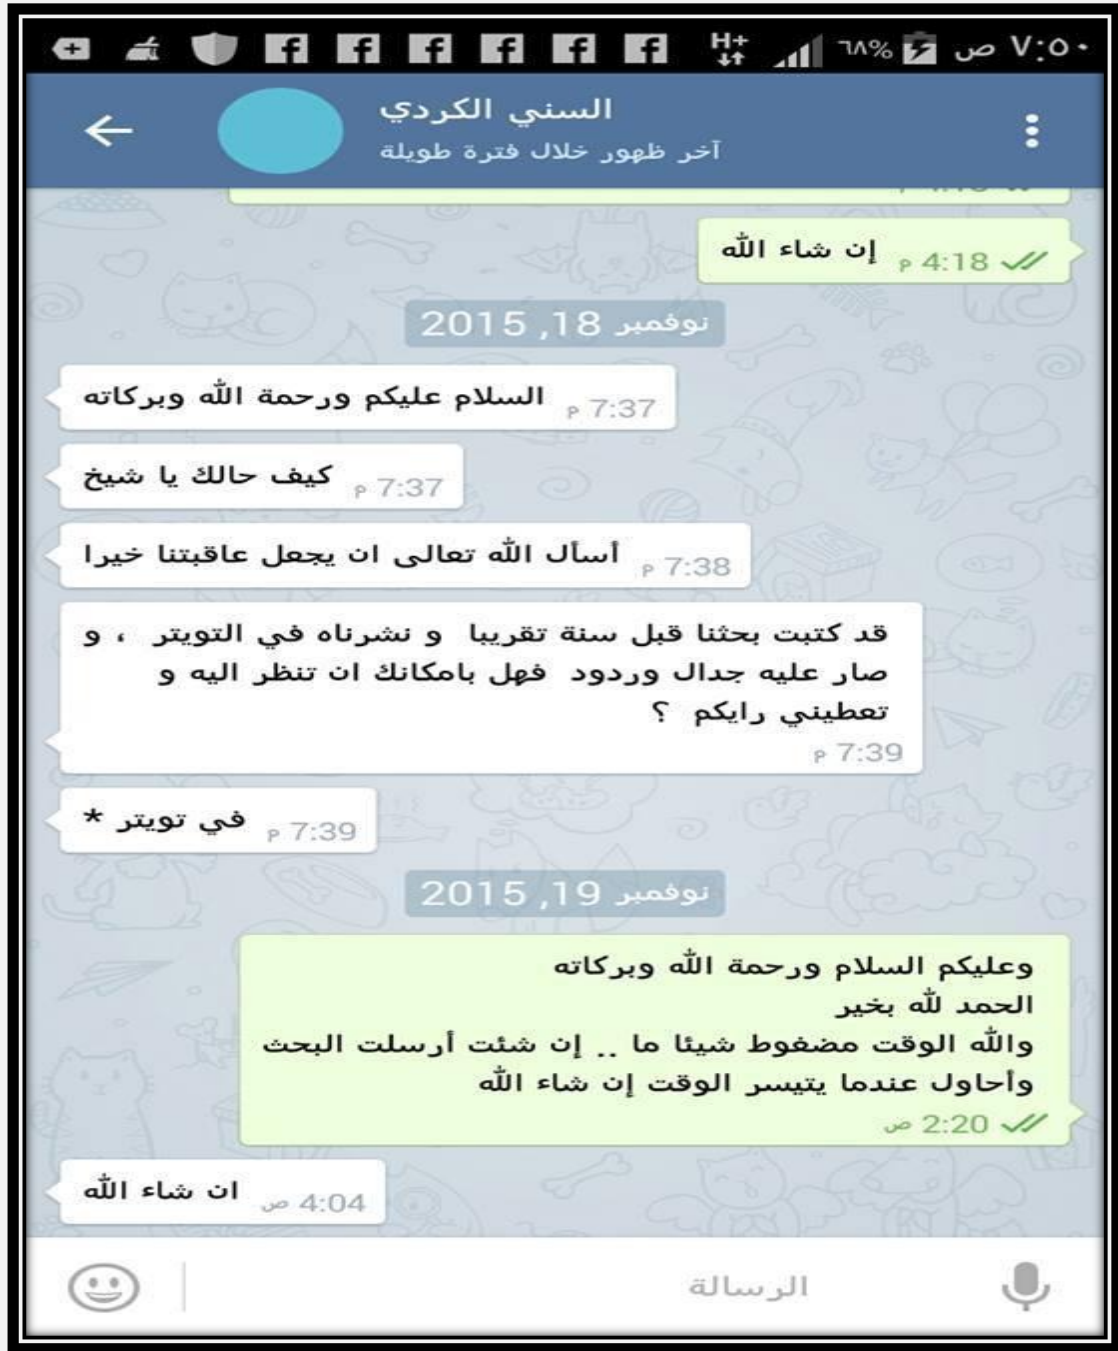 ٧:٥٠ ص ٦٨% H+
السني الكردي
آخر ظهور خلال فترة طويلة
إن شاء الله 4:18 م
نوفمبر 18, 2015
السلام عليكم ورحمة الله وبركاته 7:37 م
كيف حالك يا شيخ 7:37 م
أسأل الله تعالى ان يجعل عاقبتنا خيرا 7:38 م
قد كتبت بحثنا قبل سنة تقريبا و نشرناه في التويتر ، و
صار عليه جدال وردود فهل بامكانك ان تنظر اليه و
تعطيني رايكم ؟
7:39 م
في تويتر * 7:39 م
نوفمبر 19, 2015
وعليكم السلام ورحمة الله وبركاته
الحمد لله بخير
والله الوقت مضغوط شيئا ما .. إن شئت أرسلت البحث
وأحاول عندما يتيسر الوقت إن شاء الله
2:20 ص
ان شاء الله 4:04 ص
الرسالة